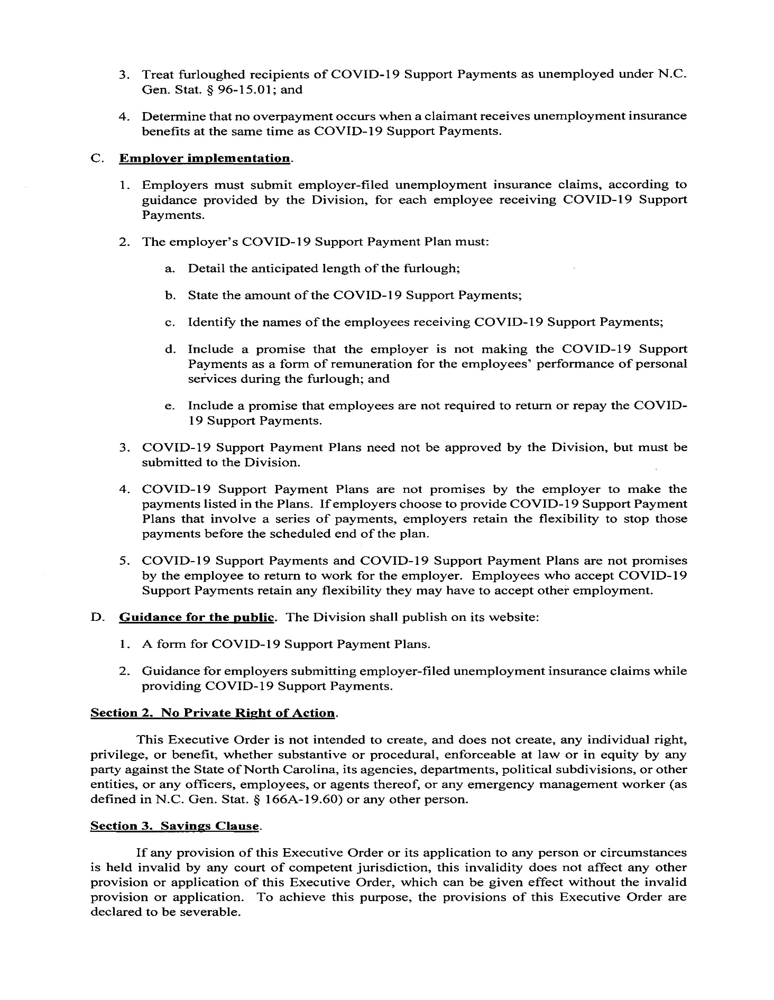 3. Treat furloughed recipients of COVID-19 Support Payments as unemployed under N.C.
Gen. Stat. § 96-15.01; and
4. Determine that no overpayment occurs when a claimant receives unemployment insurance
benefits at the same time as COVID-19 Support Payments.
C. Employer implementation.
1. Employers must submit employer-filed unemployment insurance claims, according to
guidance provided by the Division, for each employee receiving COVID-19 Support
Payments.
2. The employer's COVID-19 Support Payment Plan must:
a. Detail the anticipated length of the furlough;
b. State the amount of the COVID-19 Support Payments;
c. Identify the names of the employees receiving COVID-19 Support Payments;
d. Include a promise that the employer is not making the COVID-19 Support
Payments as a form of remuneration for the employees' performance of personal
services during the furlough; and
e. Include a promise that employees are not required to return or repay the COVID-
19 Support Payments.
3. COVID-19 Support Payment Plans need not be approved by the Division, but must be
submitted to the Division.
4. COVID-19 Support Payment Plans are not promises by the employer to make the
payments listed in the Plans. If employers choose to provide COVID-19 Support Payment
Plans that involve a series of payments, employers retain the flexibility to stop those
payments before the scheduled end of the plan.
5. COVID-19 Support Payments and COVID-19 Support Payment Plans are not promises
by the employee to return to work for the employer. Employees who accept COVID-19
Support Payments retain any flexibility they may have to accept other employment.
D. Guidance for the public. The Division shall publish on its website:
1. A form for COVID-19 Support Payment Plans.
2. Guidance for employers submitting employer-filed unemployment insurance claims while
providing COVID-19 Support Payments.
Section 2. No Private Right of Action.
This Executive Order is not intended to create, and does not create, any individual right,
privilege, or benefit, whether substantive or procedural, enforceable at law or in equity by any
party against the State of North Carolina, its agencies, departments, political subdivisions, or other
entities, or any officers, employees, or agents thereof, or any emergency management worker (as
defined in N.C. Gen. Stat. § 166A-19.60) or any other person.
Section 3. Savings Clause.
If any provision of this Executive Order or its application to any person or circumstances
is held invalid by any court of competent jurisdiction, this invalidity does not affect any other
provision or application of this Executive Order, which can be given effect without the invalid
provision or application. To achieve this purpose, the provisions of this Executive Order are
declared to be severable.